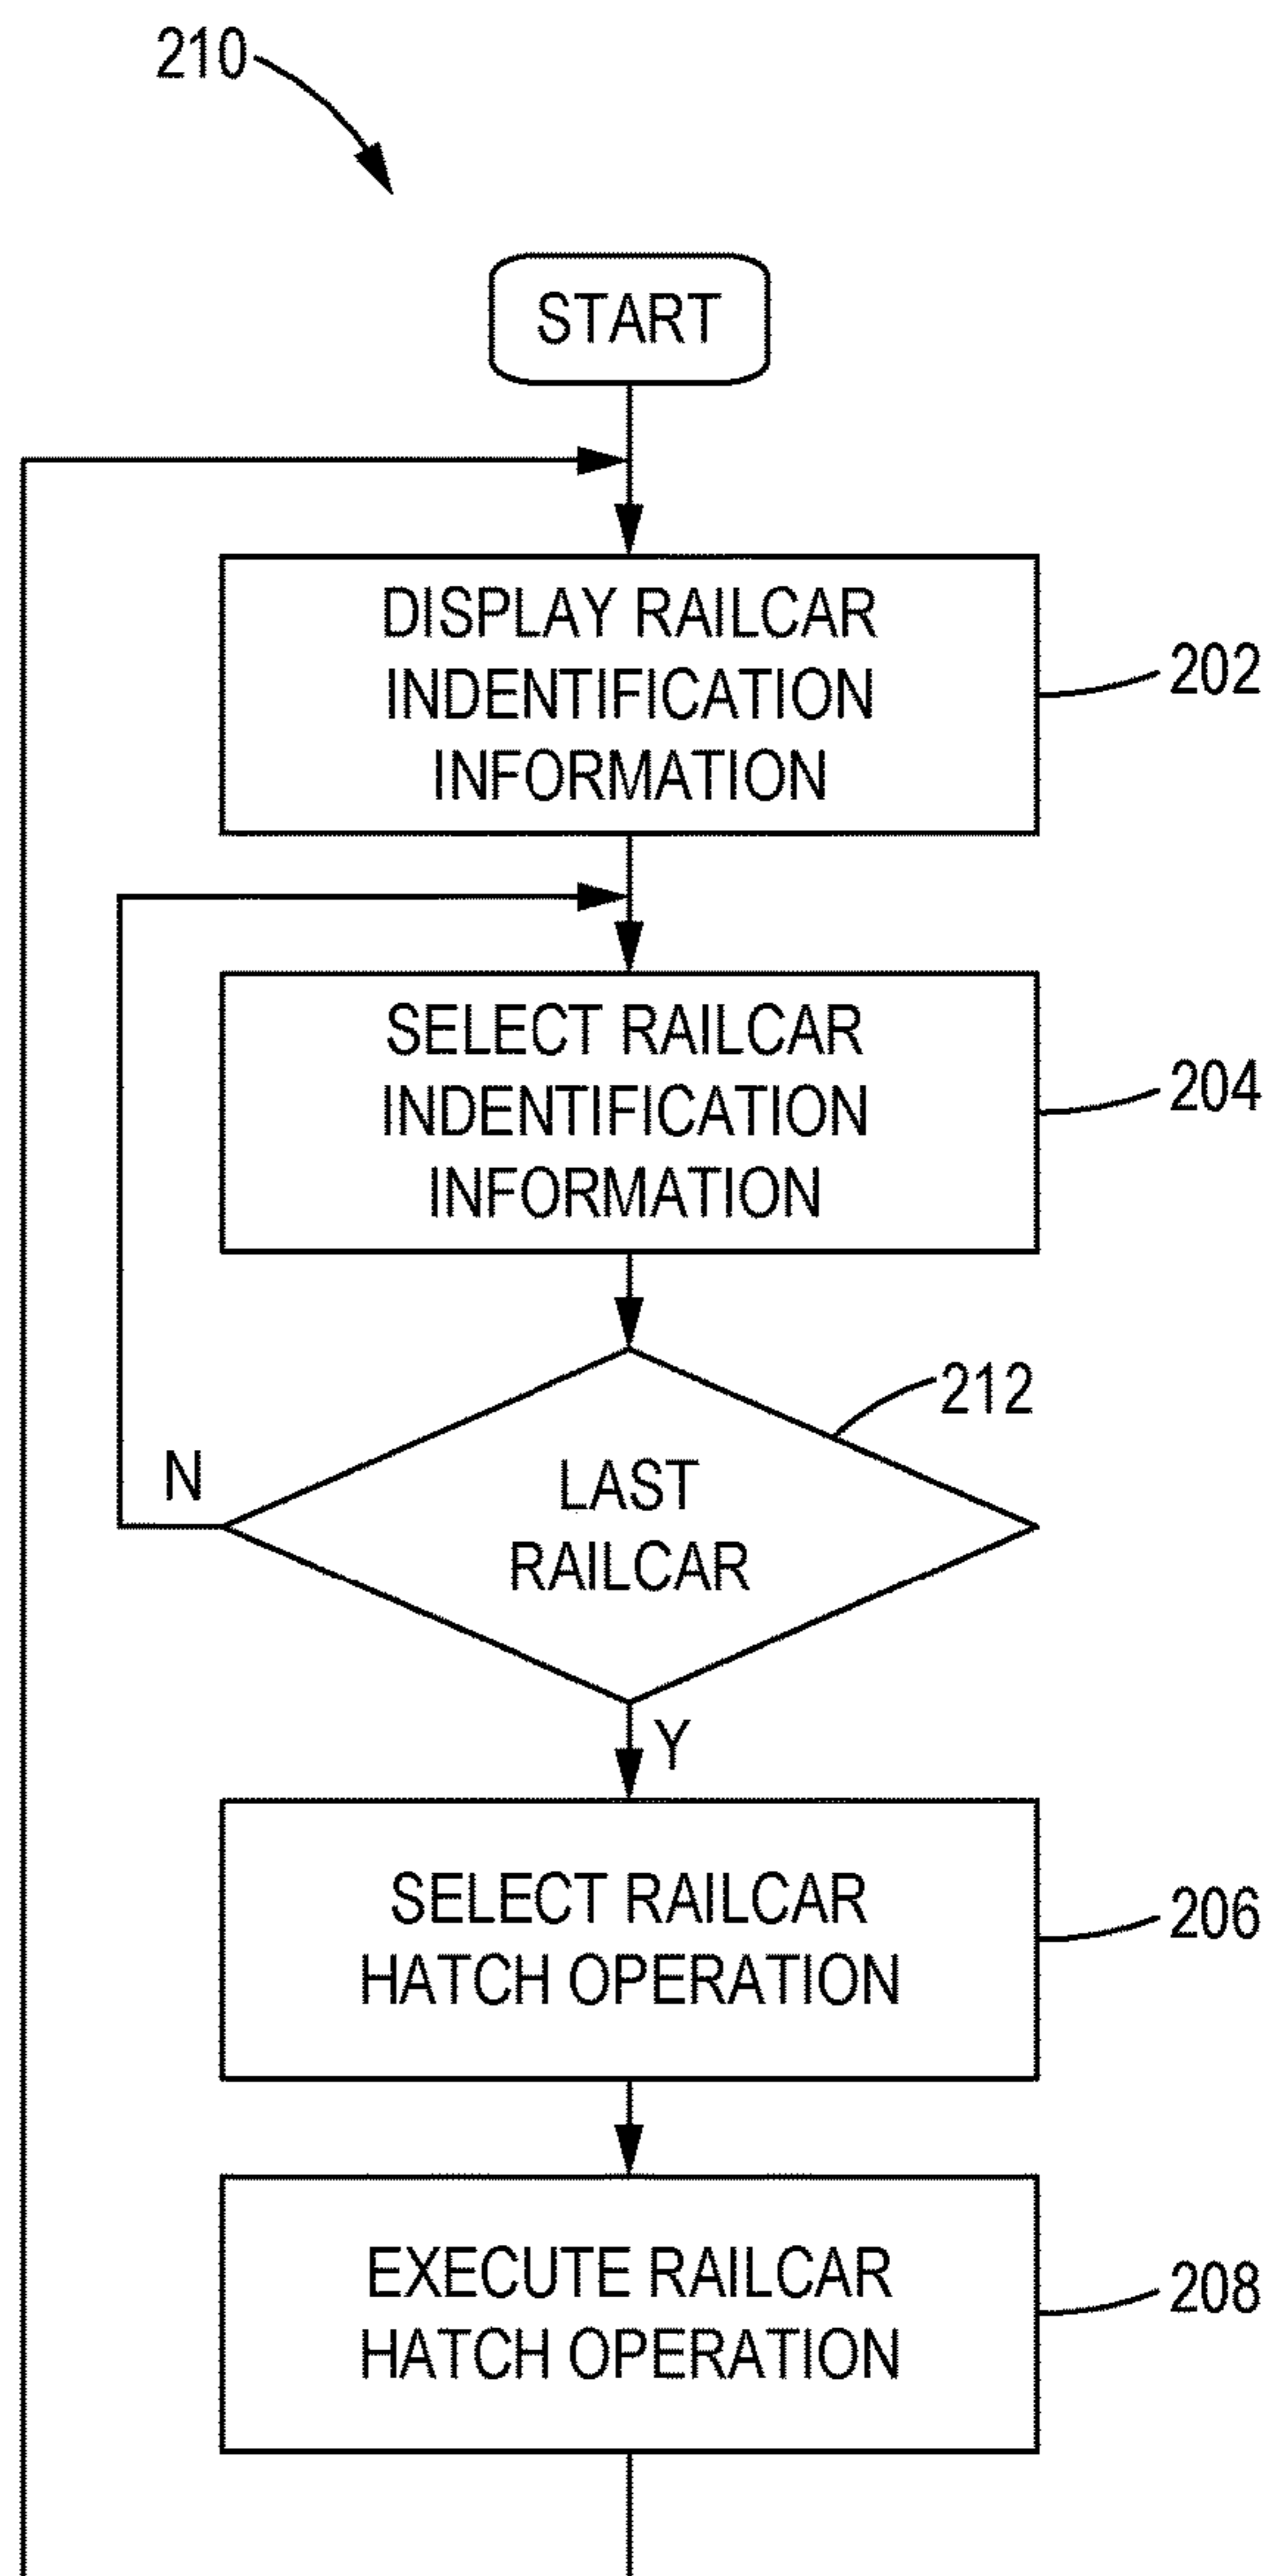 210
START
DISPLAY RAILCAR
INDENTIFICATION
INFORMATION
202
SELECT RAILCAR
INDENTIFICATION
INFORMATION
204
212
LAST
RAILCAR
N
Y
SELECT RAILCAR
HATCH OPERATION
206
EXECUTE RAILCAR
HATCH OPERATION
208